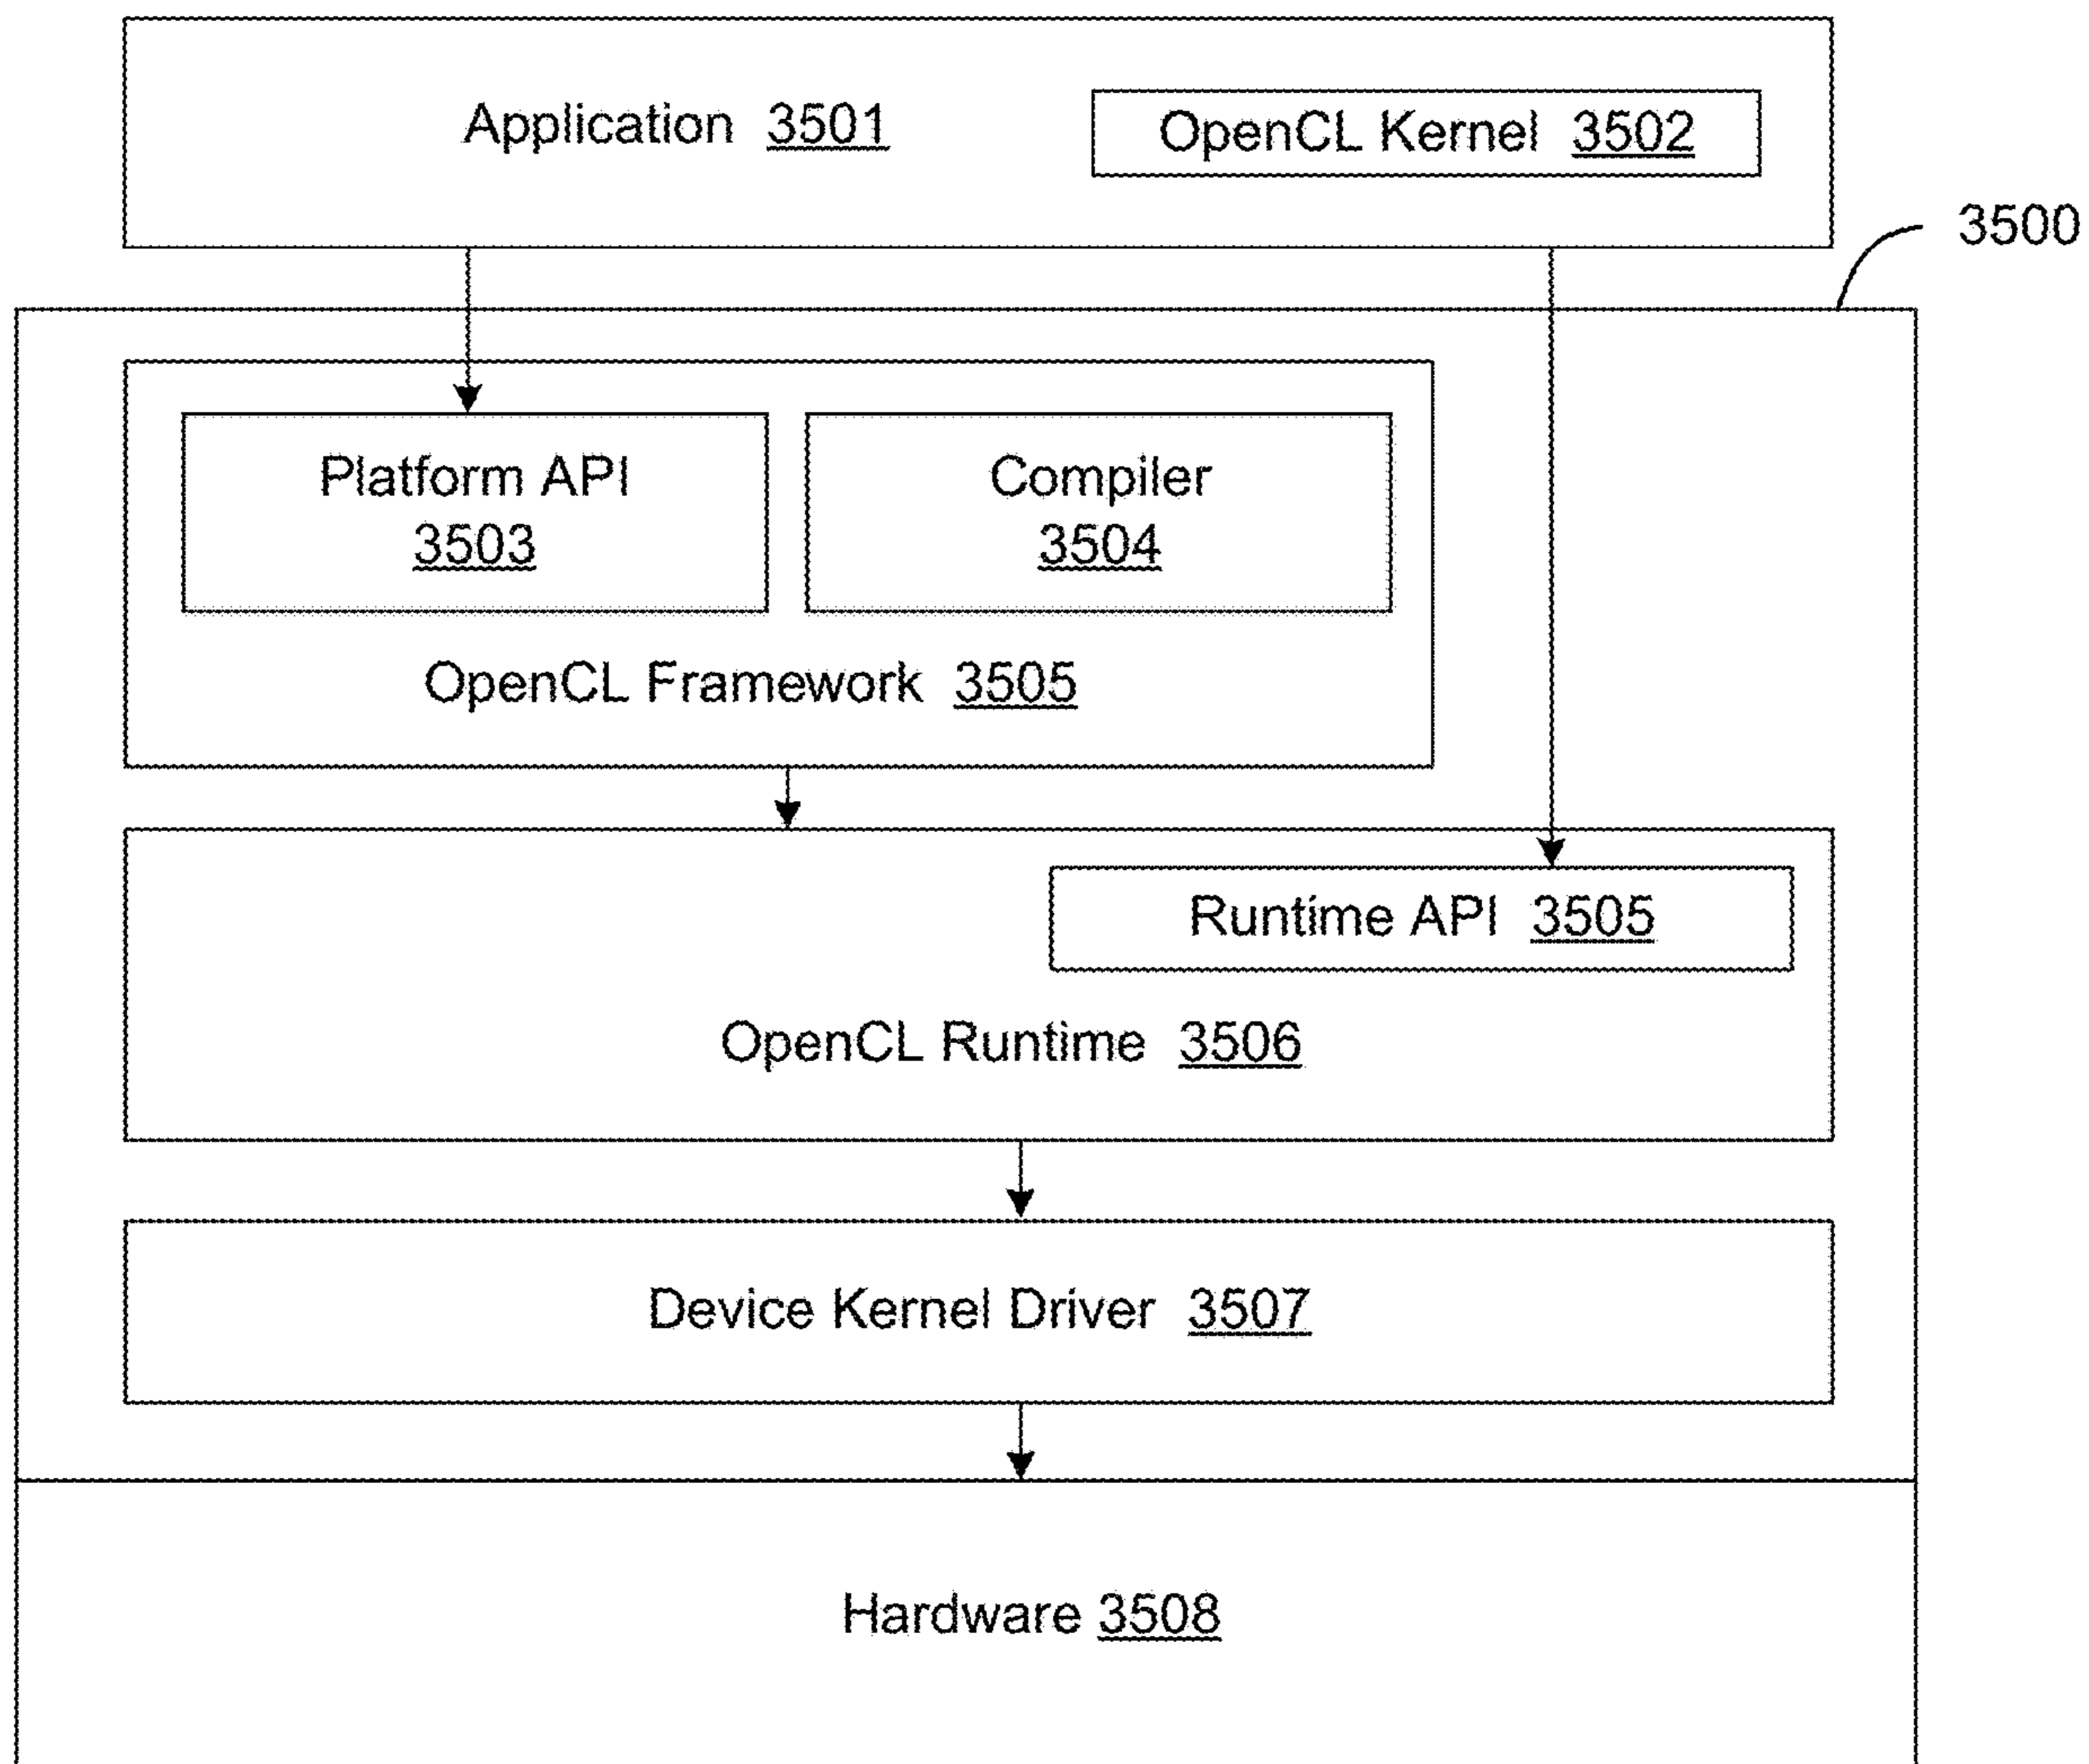 Application 3501
OpenCL Kernel 3502
3500
Platform API
3503
Compiler
3504
OpenCL Framework 3505
Runtime API 3505
OpenCL Runtime 3506
Device Kernel Driver 3507
Hardware 3508